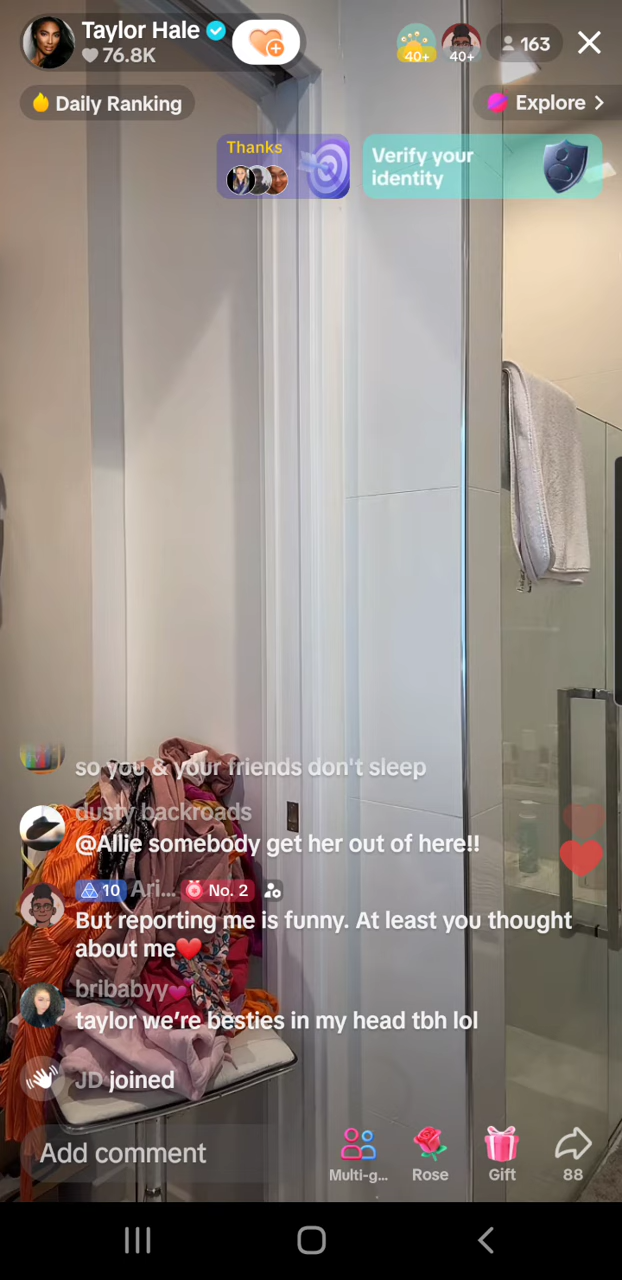 Taylor Hale
76.8K
40+
40+
163
Daily Ranking
Explore
Thanks
Verify your
identity
so you & your friends don't sleep
dusty backroads
@Allie somebody get her out of here!!
10 Ari... No. 2
But reporting me is funny. At least you thought
about me❤️
bribabyy💕
taylor we're besties in my head tbh lol
JD joined
Add comment
Multi-g...
Rose
Gift
88